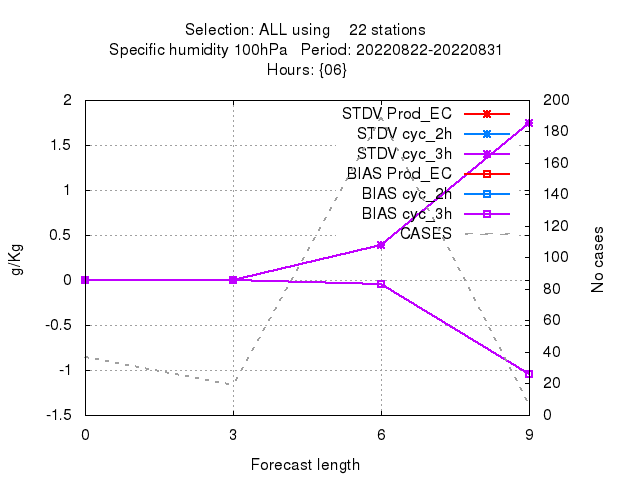 Selection: ALL using 22 stations
Specific humidity 100hPa Period: 20220822-20220831
Hours: {06}
2
1.5
1
0.5
0
-0.5
-1
-1.5
g/Kg
STDV Prod_EC
STDV cyc_2h
STDV cyc_3h
BIAS Prod_EC
BIAS cyc_2h
BIAS cyc_3h
CASES
200
180
160
140
120
100
80
60
40
20
0
No cases
0 3 6 9
Forecast length